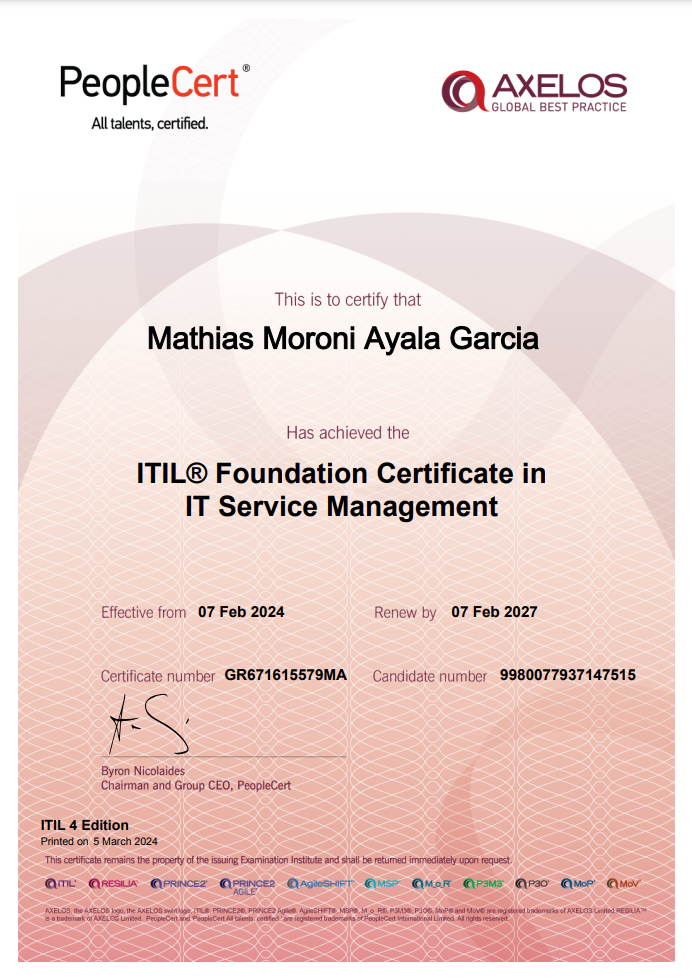 PeopleCert®
All talents, certified.
AXELOS
GLOBAL BEST PRACTICE
This is to certify that
Mathias Moroni Ayala Garcia
Has achieved the
ITIL® Foundation Certificate in
IT Service Management
Effective from 07 Feb 2024 Renew by 07 Feb 2027
Certificate number GR671615579MA Candidate number 9980077937147515
Byron Nicolaides
Chairman and Group CEO, PeopleCert
ITIL 4 Edition
Printed on 5 March 2024
This certificate remains the property of the issuing Examination Institute and shall be returned immediately upon request.
ITIL® RESILIA™ PRINCE2® PRINCE2 AGILE® AgileSHIFT® MSP® M_o_R® P3M3® P3O® MoP® MoV®
AXELOS, the AXELOS logo, the AXELOS swirl logo, ITIL®, PRINCE2®, PRINCE2 Agile®, AgileSHIFT®, MSP®, M_o_R®, P3M3®, P3O®, MoP® and MoV® are registered trademarks of AXELOS Limited. RESILIA™
is a trademark of AXELOS Limited. PeopleCert and "PeopleCert All talents, certified." are registered trademarks of PeopleCert International Limited. All rights reserved.